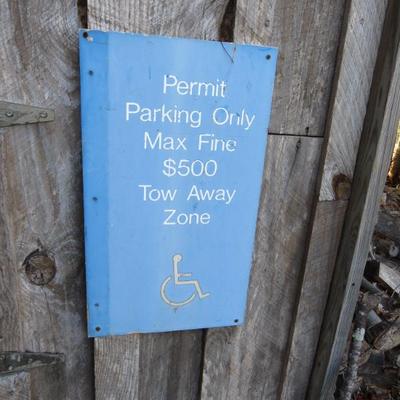 Permit
Parking Only
Max Fine
$500
Tow Away
Zone